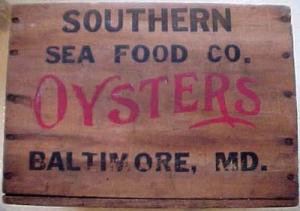 SOUTHERN
SEA FOOD CO.
OYSTERS
BALTIMORE, MD.